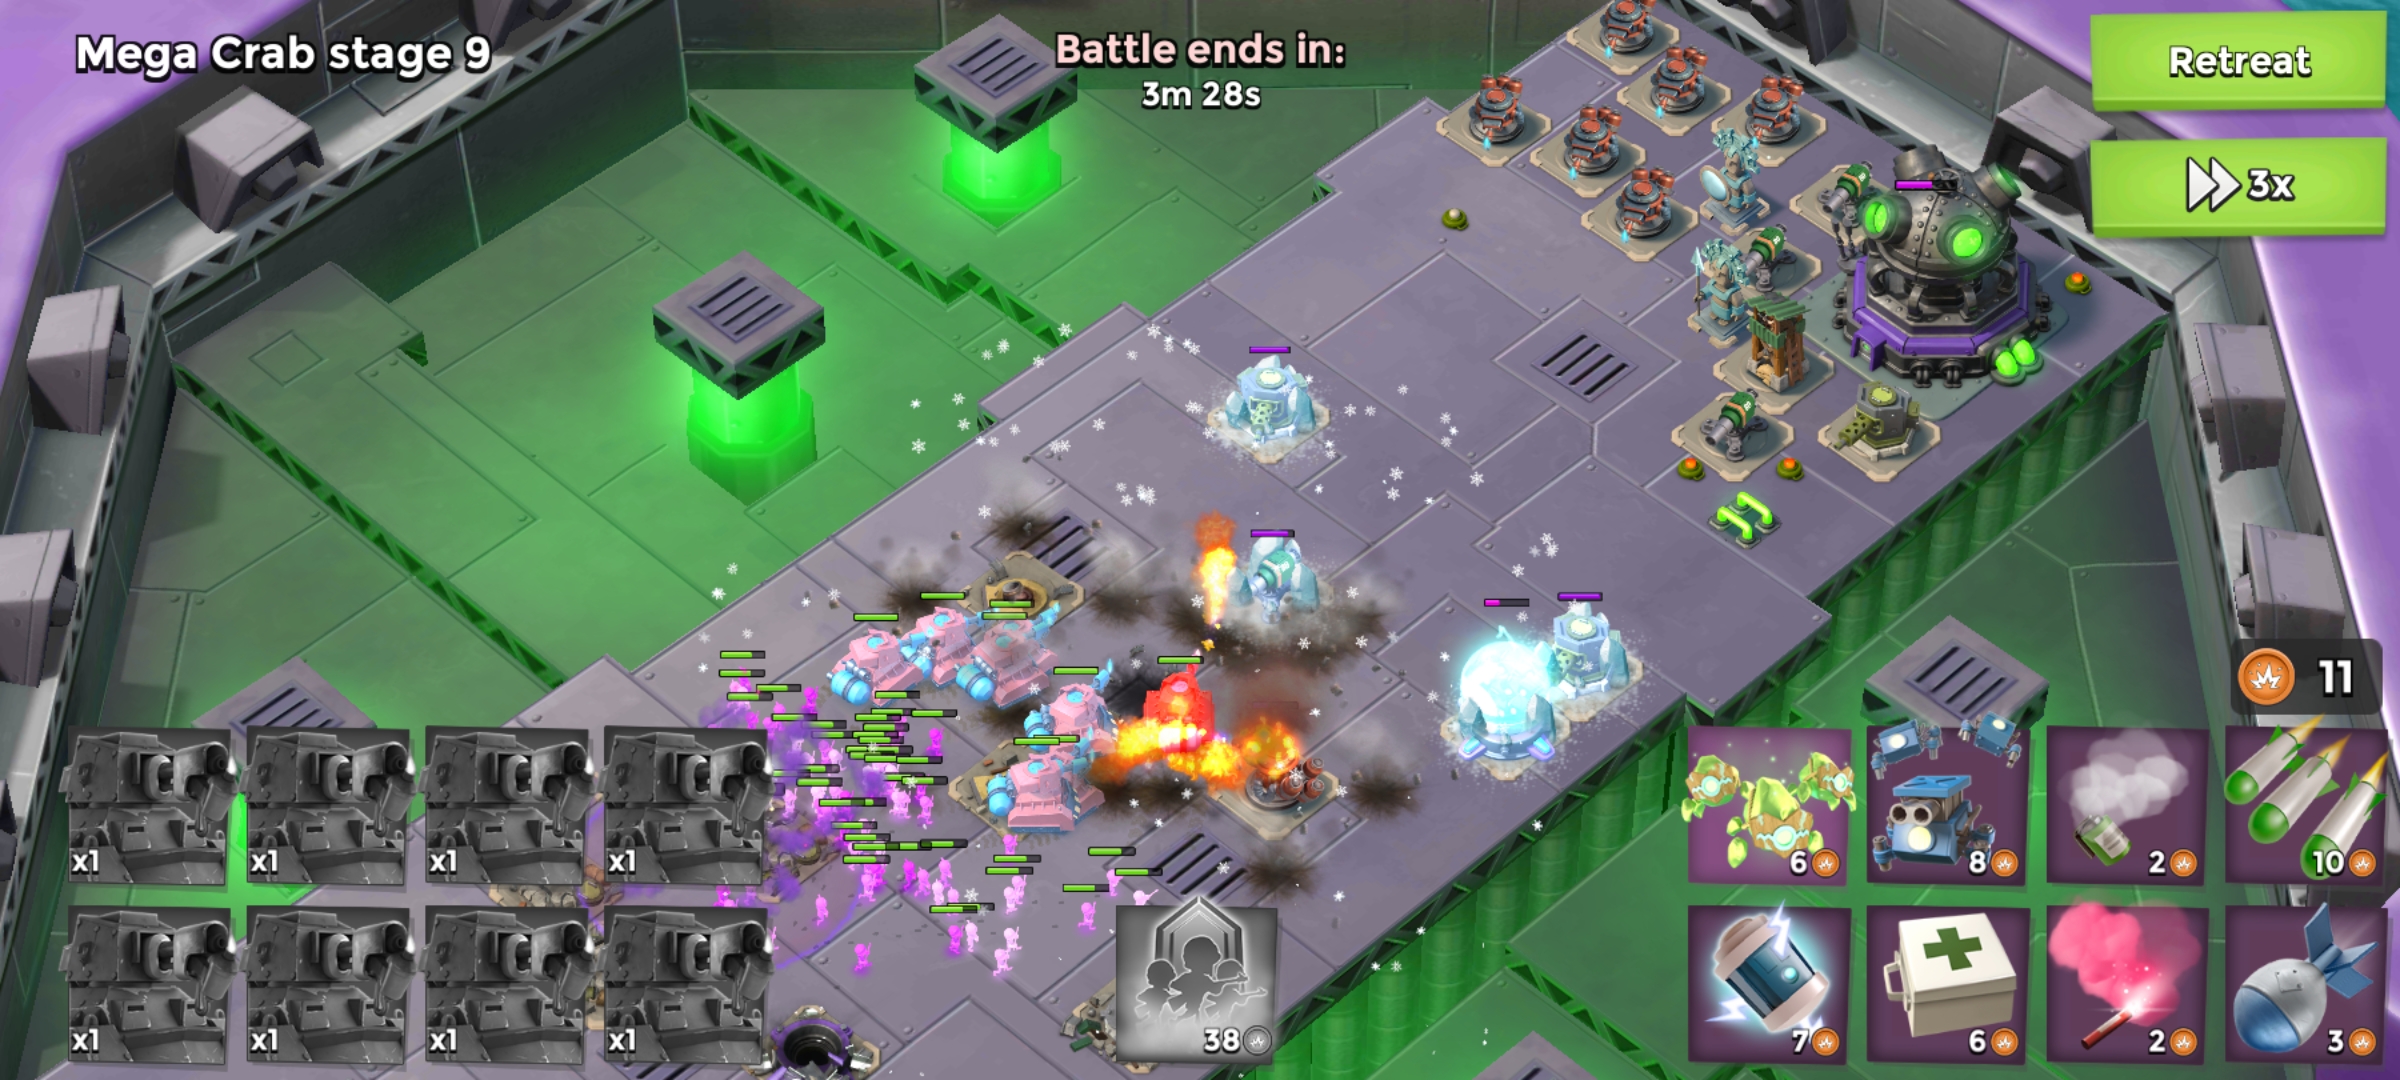 Mega Crab stage 9
Battle ends in:
3m 28s
Retreat
3x
11
x1
x1
x1
x1
6
8
2
10
x1
x1
x1
x1
38
7
6
2
3